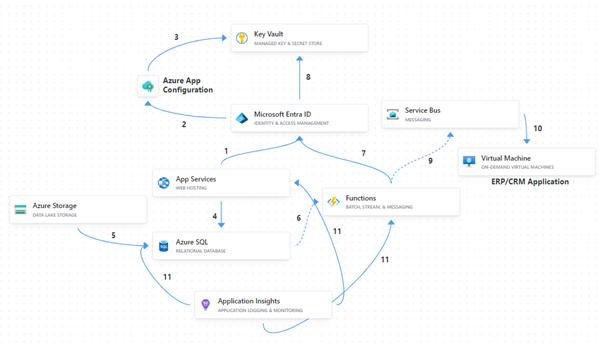 3
Key Vault
MANAGED KEY & SECRET STORE
Azure App
Configuration
8
2
Microsoft Entra ID
IDENTITY & ACCESS MANAGEMENT
Service Bus
MESSAGING
10
1
7
9
Virtual Machine
ON-DEMAND VIRTUAL MACHINES
ERP/CRM Application
App Services
WEB HOSTING
Azure Storage
DATA LAKE STORAGE
4
6
Functions
BATCH, STREAM, & MESSAGING
5
Azure SQL
RELATIONAL DATABASE
SQL
11
11
11
Application Insights
APPLICATION LOGGING & MONITORING